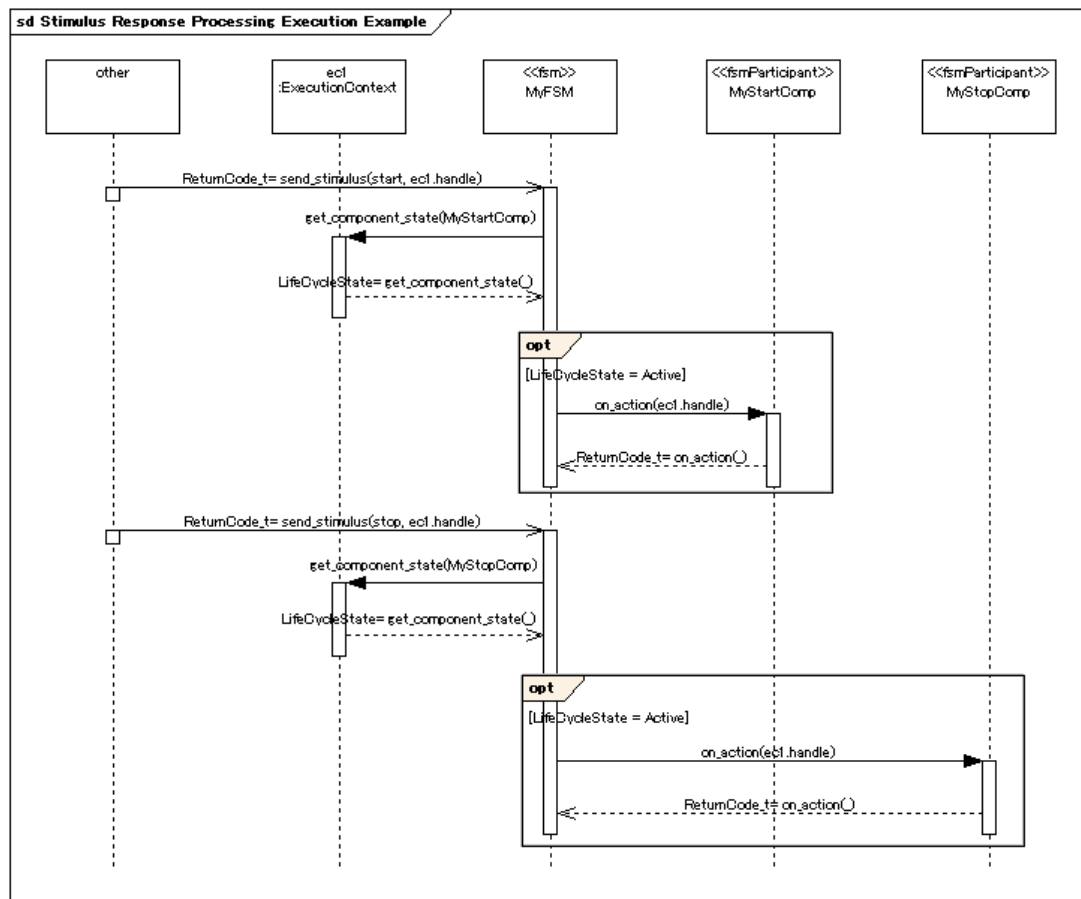 sd Stimulus Response Processing Execution Example
other
ec1
:ExecutionContext
<<fsm>>
MyFSM
<<fsmParticipant>>
MyStartComp
<<fsmParticipant>>
MyStopComp
ReturnCode_t= send_stimulus(start, ec1.handle)
get_component_state(MyStartComp)
LifeCycleState= get_component_state()
opt
[LifeCycleState = Active]
on_action(ec1.handle)
ReturnCode_t= on_action()
ReturnCode_t= send_stimulus(stop, ec1.handle)
get_component_state(MyStopComp)
LifeCycleState= get_component_state()
opt
[LifeCycleState = Active]
on_action(ec1.handle)
ReturnCode_t= on_action()